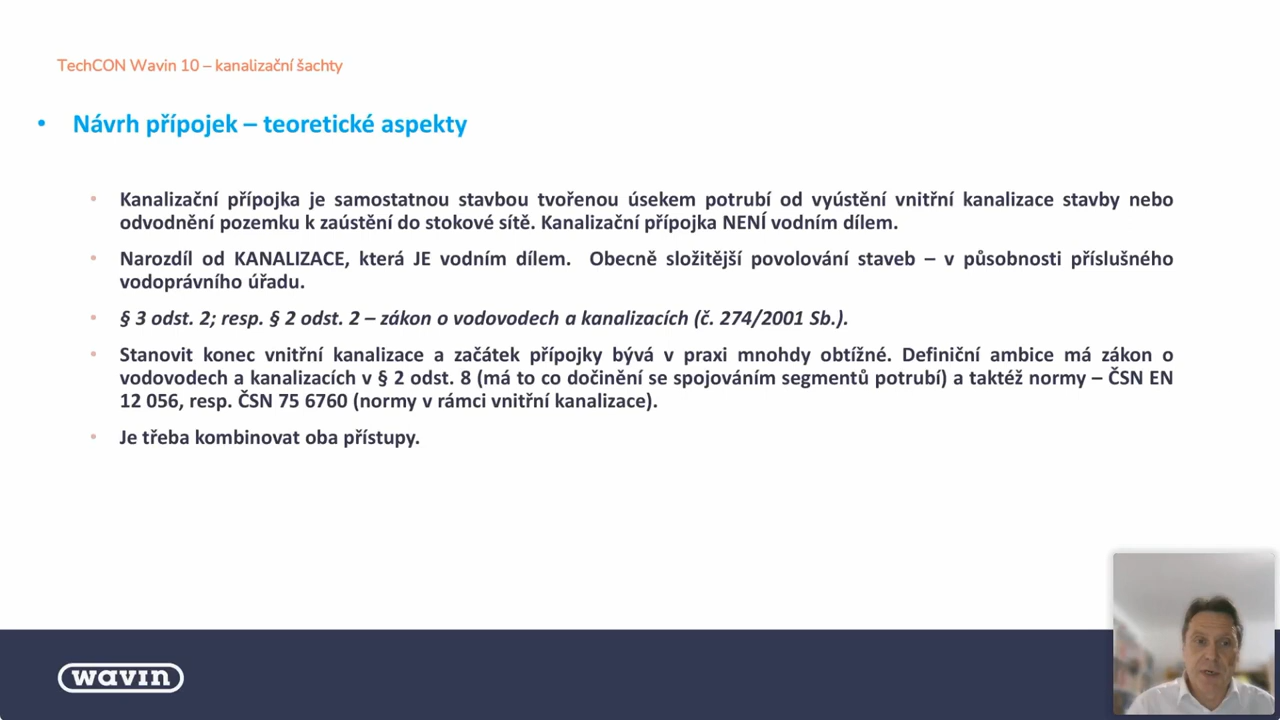 TechCON Wavin 10 – kanalizační šachty
• Návrh přípojek – teoretické aspekty
• Kanalizační přípojka je samostatnou stavbou tvořenou úsekem potrubí od vyústění vnitřní kanalizace stavby nebo
odvodnění pozemku k zaústění do stokové sítě. Kanalizační přípojka NENÍ vodním dílem.
• Narozdíl od KANALIZACE, která JE vodním dílem.  Obecně složitější povolování staveb – v působnosti příslušného
vodoprávního úřadu.
• § 3 odst. 2; resp. § 2 odst. 2 – zákon o vodovodech a kanalizacích (č. 274/2001 Sb.).
• Stanovit konec vnitřní kanalizace a začátek přípojky bývá v praxi mnohdy obtížné. Definiční ambice má zákon o
vodovodech a kanalizacích v § 2 odst. 8 (má to co dočinění se spojováním segmentů potrubí) a taktéž normy – ČSN EN
12 056, resp. ČSN 75 6760 (normy v rámci vnitřní kanalizace).
• Je třeba kombinovat oba přístupy.
wavin